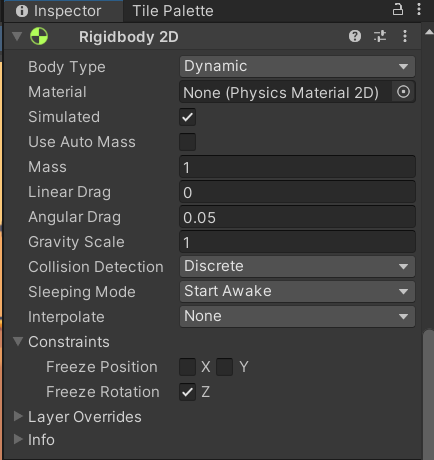 Inspector Tile Palette
Rigidbody 2D
Body Type Dynamic
Material None (Physics Material 2D)
Simulated
Use Auto Mass
Mass 1
Linear Drag 0
Angular Drag 0.05
Gravity Scale 1
Collision Detection Discrete
Sleeping Mode Start Awake
Interpolate None
Constraints
Freeze Position X Y
Freeze Rotation Z
Layer Overrides
Info